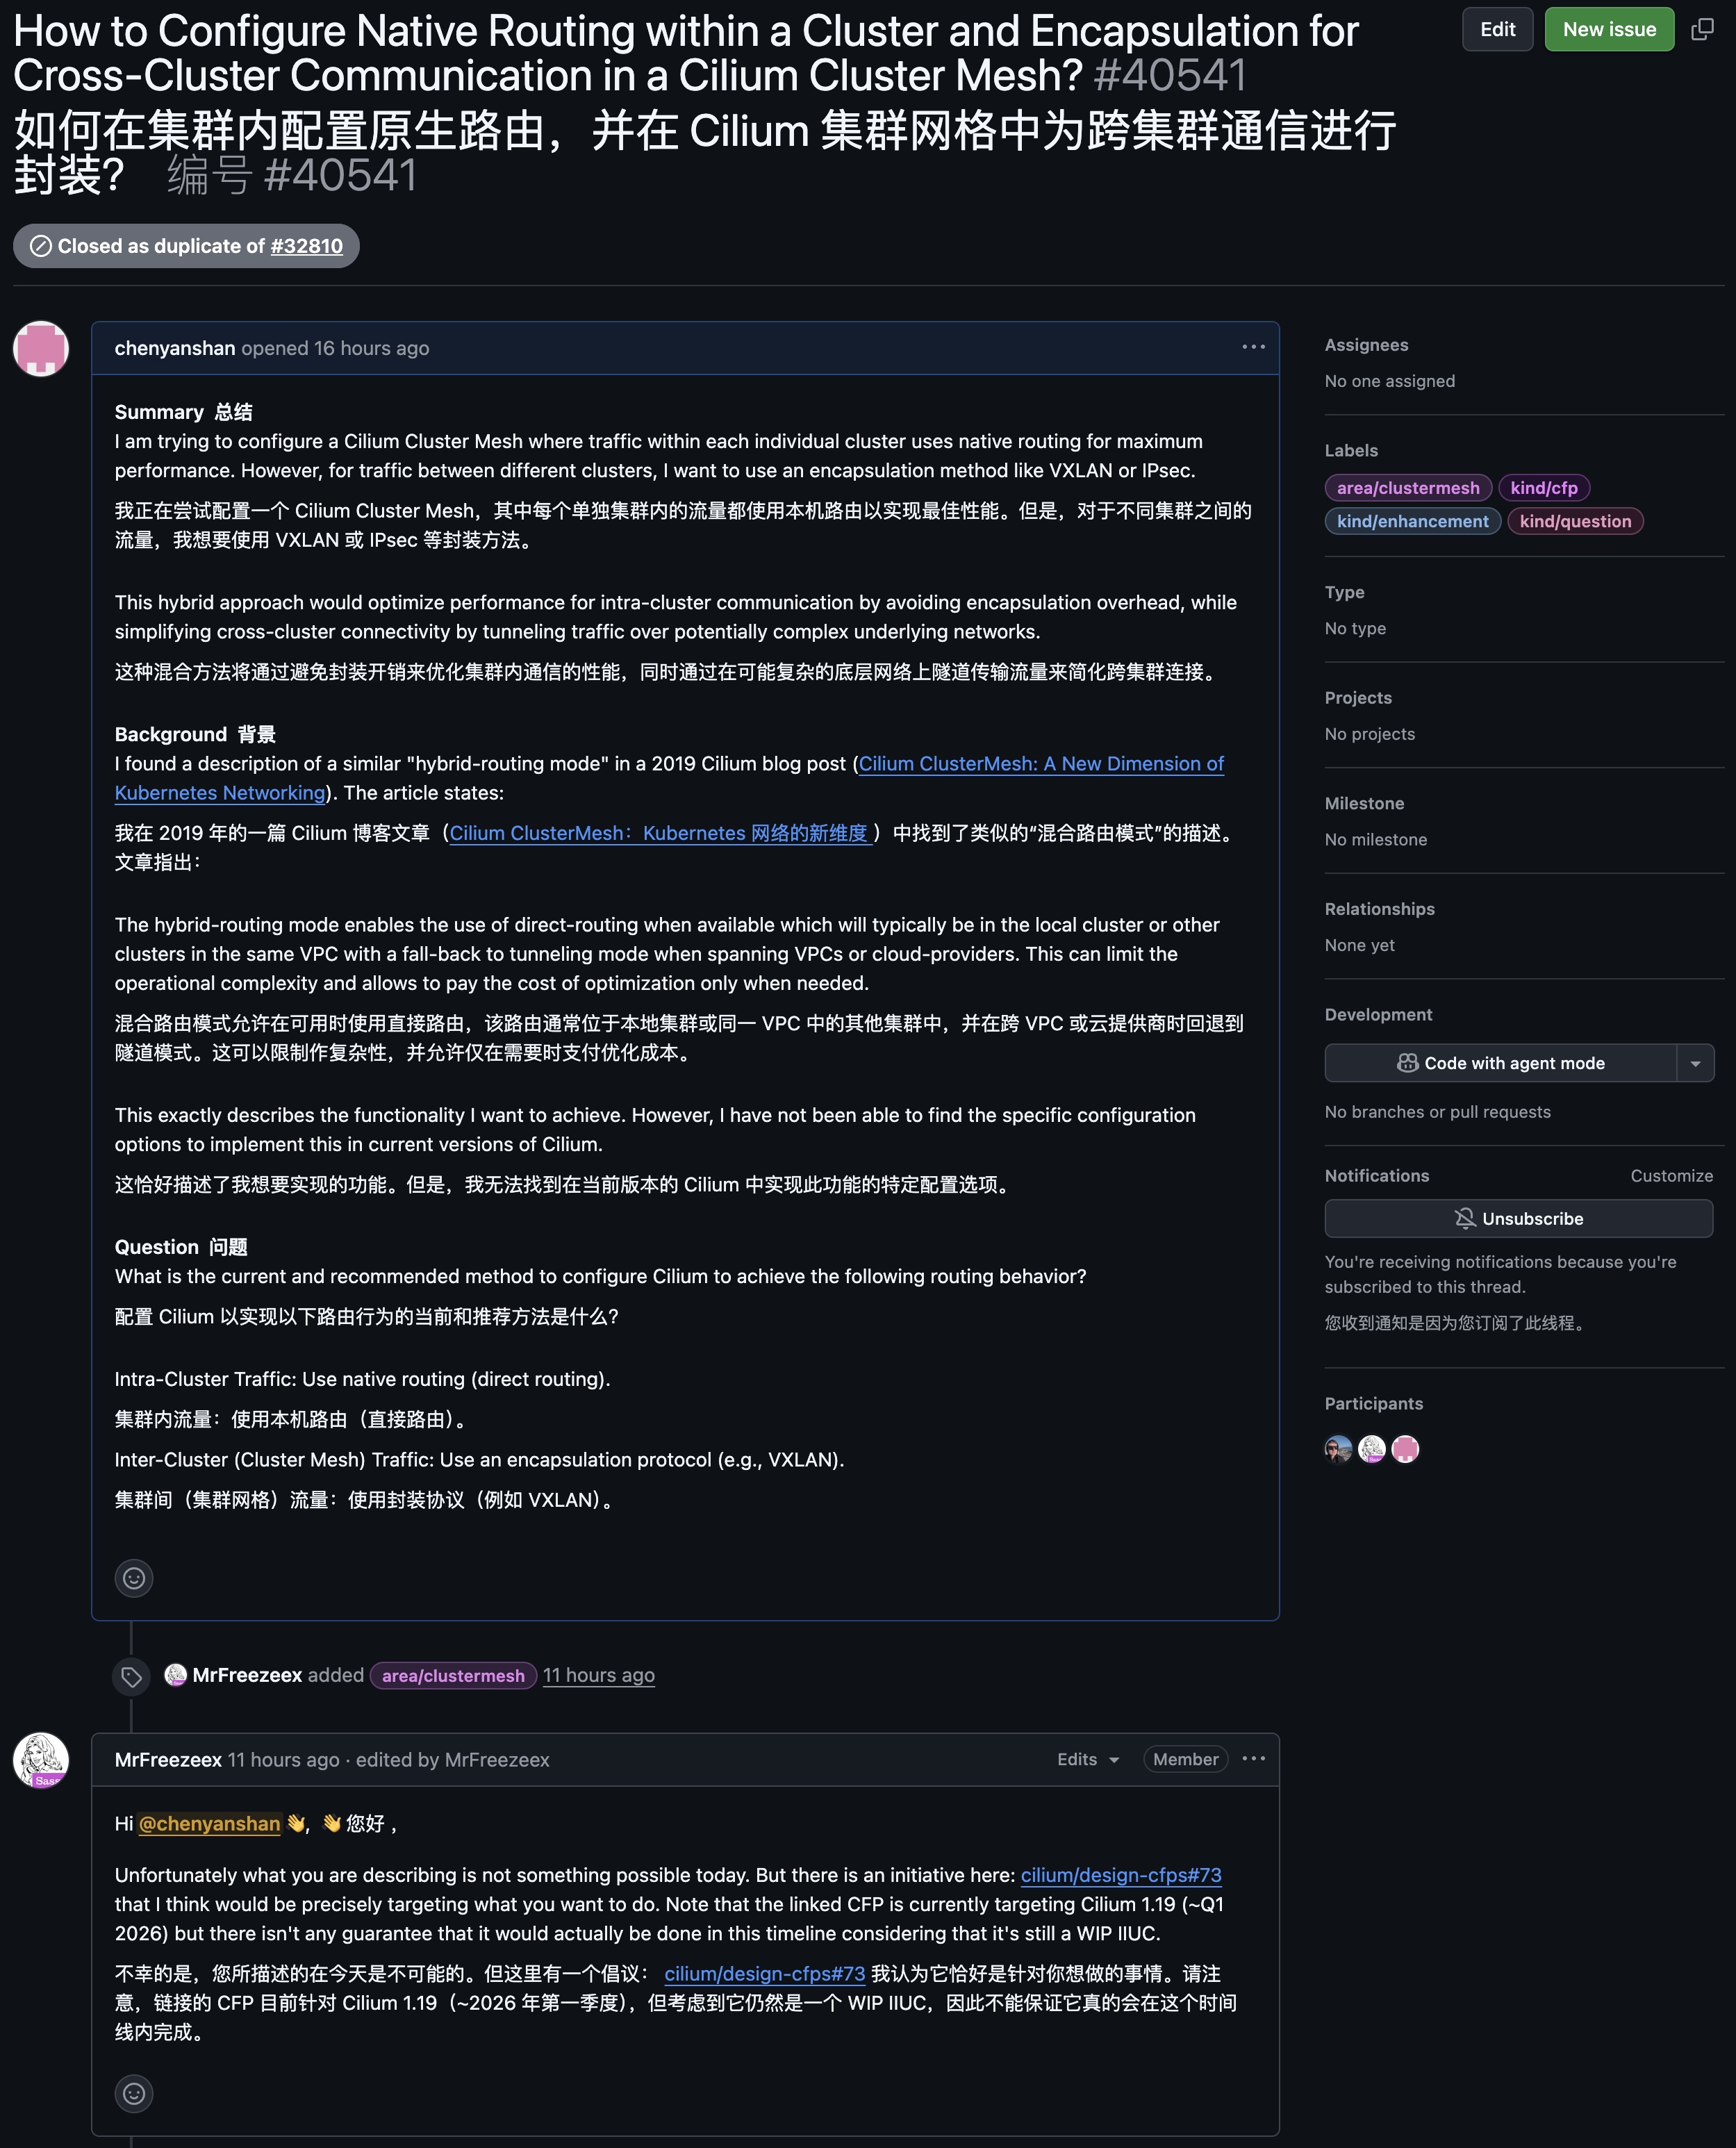 How to Configure Native Routing within a Cluster and Encapsulation for
Cross-Cluster Communication in a Cilium Cluster Mesh? #40541
如何在集群内配置原生路由，并在 Cilium 集群网格中为跨集群通信进行
封装？ 编号 #40541
Edit
New issue
Closed as duplicate of #32810
chenyanshan opened 16 hours ago
Summary 总结
I am trying to configure a Cilium Cluster Mesh where traffic within each individual cluster uses native routing for maximum
performance. However, for traffic between different clusters, I want to use an encapsulation method like VXLAN or IPsec.
我正在尝试配置一个 Cilium Cluster Mesh，其中每个单独集群内的流量都使用本机路由以实现最佳性能。但是，对于不同集群之间的
流量，我想要使用 VXLAN 或 IPsec 等封装方法。
This hybrid approach would optimize performance for intra-cluster communication by avoiding encapsulation overhead, while
simplifying cross-cluster connectivity by tunneling traffic over potentially complex underlying networks.
这种混合方法将通过避免封装开销来优化集群内通信的性能，同时通过在可能复杂的底层网络上隧道传输流量来简化跨集群连接。
Background 背景
I found a description of a similar "hybrid-routing mode" in a 2019 Cilium blog post (Cilium ClusterMesh: A New Dimension of
Kubernetes Networking). The article states:
我在 2019 年的一篇 Cilium 博客文章（Cilium ClusterMesh：Kubernetes 网络的新维度 ）中找到了类似的“混合路由模式”的描述。
文章指出：
The hybrid-routing mode enables the use of direct-routing when available which will typically be in the local cluster or other
clusters in the same VPC with a fall-back to tunneling mode when spanning VPCs or cloud-providers. This can limit the
operational complexity and allows to pay the cost of optimization only when needed.
混合路由模式允许在可用时使用直接路由，该路由通常位于本地集群或同一 VPC 中的其他集群中，并在跨 VPC 或云提供商时回退到
隧道模式。这可以限制作复杂性，并允许仅在需要时支付优化成本。
This exactly describes the functionality I want to achieve. However, I have not been able to find the specific configuration
options to implement this in current versions of Cilium.
这恰好描述了我想要实现的功能。但是，我无法找到在当前版本的 Cilium 中实现此功能的特定配置选项。
Question 问题
What is the current and recommended method to configure Cilium to achieve the following routing behavior?
配置 Cilium 以实现以下路由行为的当前和推荐方法是什么？
Intra-Cluster Traffic: Use native routing (direct routing).
集群内流量：使用本机路由（直接路由）。
Inter-Cluster (Cluster Mesh) Traffic: Use an encapsulation protocol (e.g., VXLAN).
集群间（集群网格）流量：使用封装协议（例如 VXLAN）。
MrFreezeex added area/clustermesh 11 hours ago
MrFreezeex 11 hours ago · edited by MrFreezeex
Edits
Member
Hi @chenyanshan 👋, 👋 您好，
Unfortunately what you are describing is not something possible today. But there is an initiative here: cilium/design-cfps#73
that I think would be precisely targeting what you want to do. Note that the linked CFP is currently targeting Cilium 1.19 (~Q1
2026) but there isn't any guarantee that it would actually be done in this timeline considering that it's still a WIP IIUC.
不幸的是，您所描述的在今天是不可能的。但这里有一个倡议： cilium/design-cfps#73 我认为它恰好是针对你想做的事情。请注
意，链接的 CFP 目前针对 Cilium 1.19（~2026 年第一季度），但考虑到它仍然是一个 WIP IIUC，因此不能保证它真的会在这个时间
线内完成。
Assignees
No one assigned
Labels
area/clustermesh kind/cfp
kind/enhancement kind/question
Type
No type
Projects
No projects
Milestone
No milestone
Relationships
None yet
Development
Code with agent mode
No branches or pull requests
Notifications
Customize
Unsubscribe
You're receiving notifications because you're
subscribed to this thread.
您收到通知是因为您订阅了此线程。
Participants